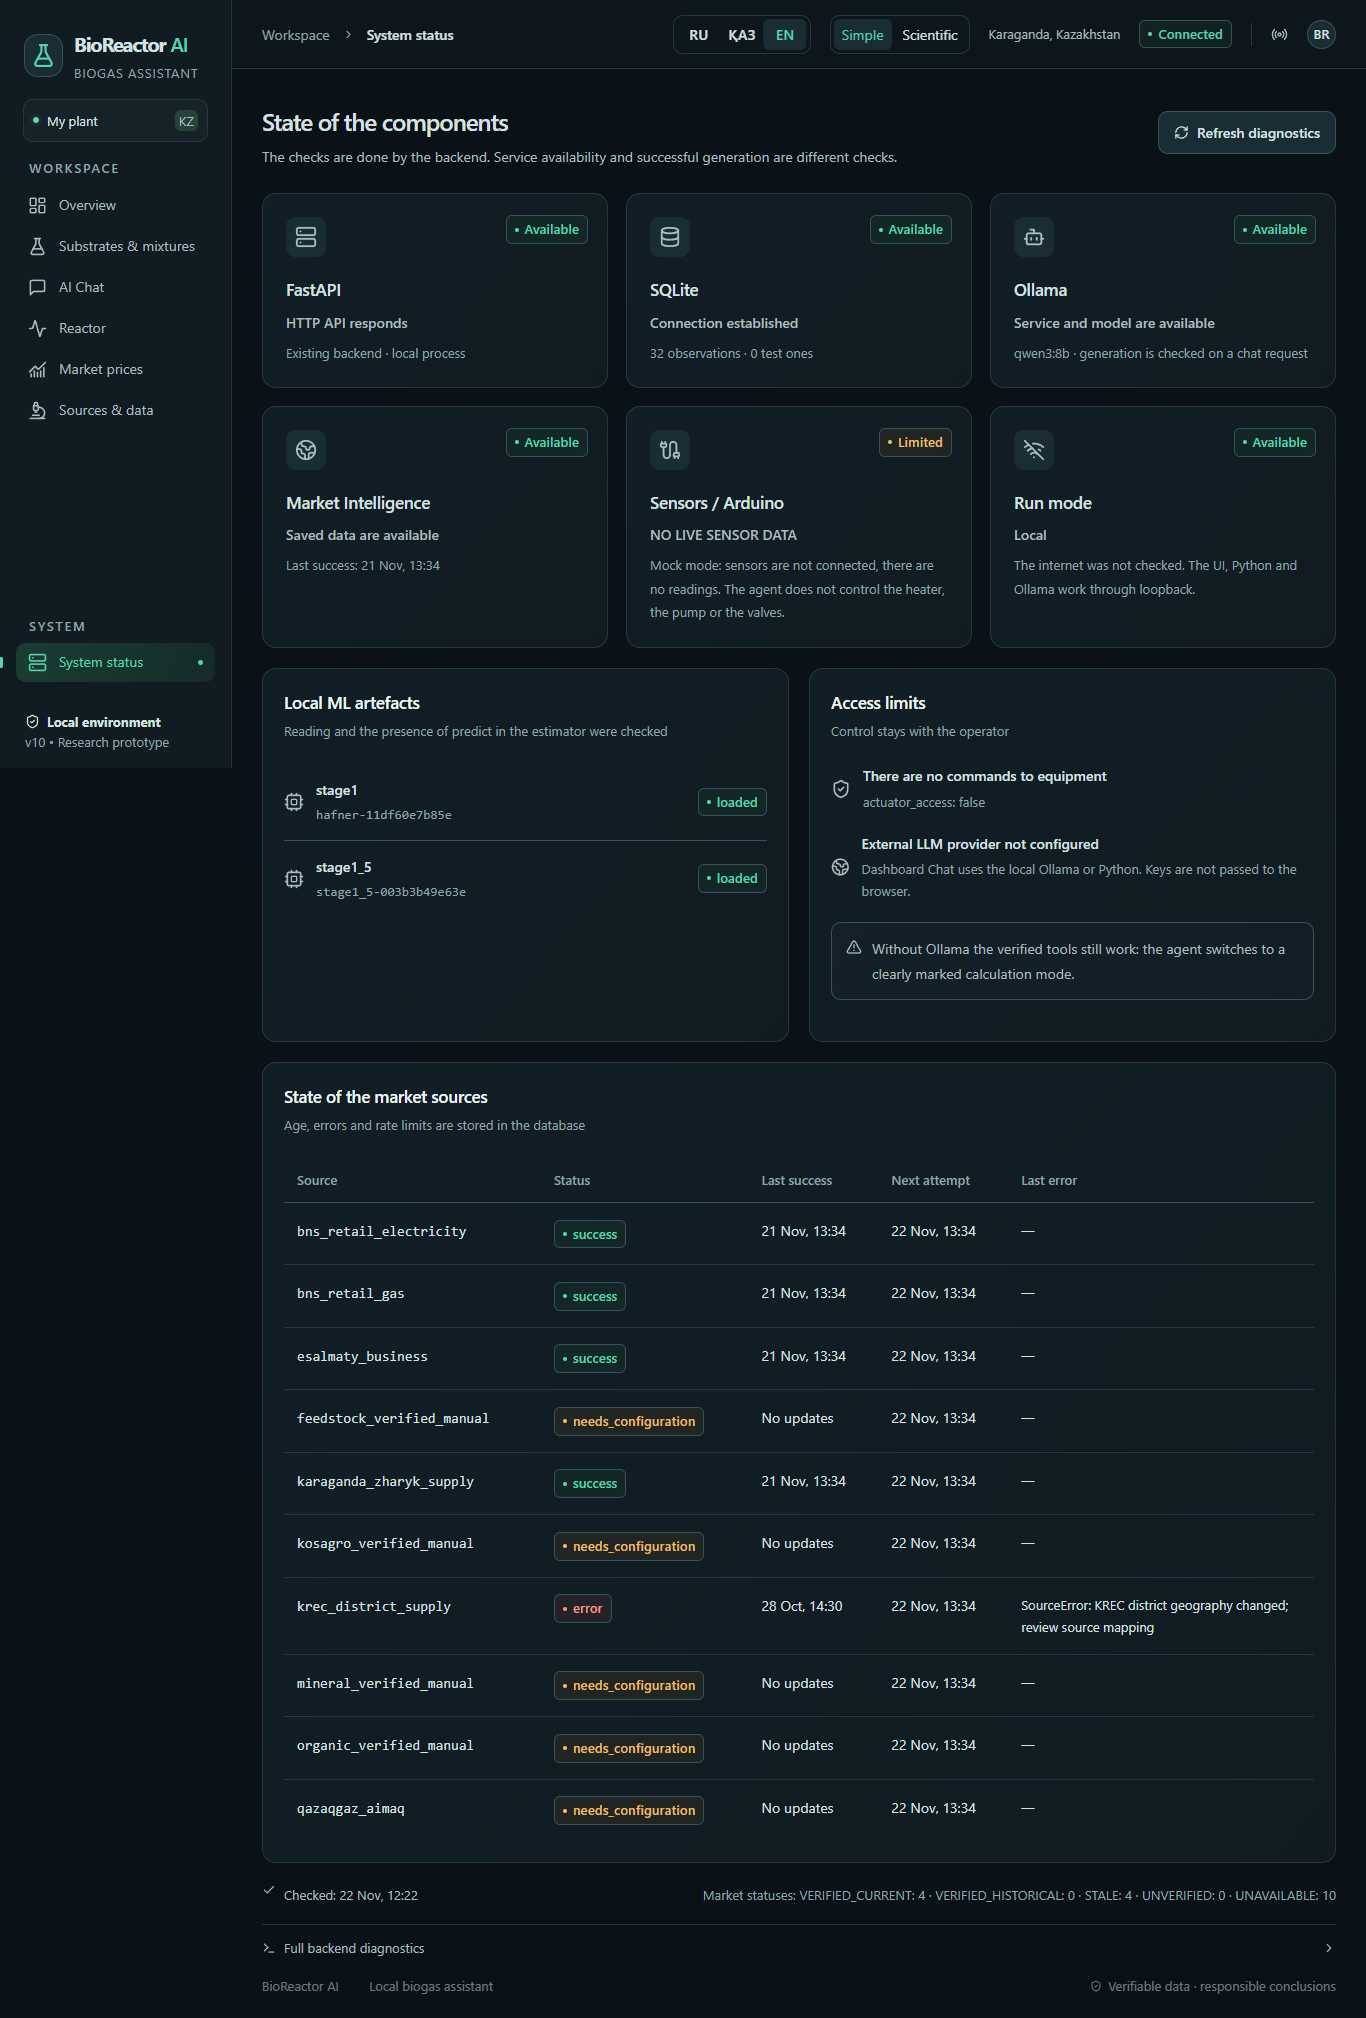 BioReactor AI
BIOGAS ASSISTANT
My plant
KZ
WORKSPACE
Overview
Substrates & mixtures
AI Chat
Reactor
Market prices
Sources & data
SYSTEM
System status
Local environment
v10 • Research prototype
Workspace
System status
RU ҚАЗ EN
Simple Scientific
Karaganda, Kazakhstan
Connected
BR
State of the components
The checks are done by the backend. Service availability and successful generation are different checks.
Refresh diagnostics
Available
FastAPI
HTTP API responds
Existing backend · local process
Available
SQLite
Connection established
32 observations · 0 test ones
Available
Ollama
Service and model are available
qwen3:8b · generation is checked on a chat request
Available
Market Intelligence
Saved data are available
Last success: 21 Nov, 13:34
Limited
Sensors / Arduino
NO LIVE SENSOR DATA
Mock mode: sensors are not connected, there are
no readings. The agent does not control the heater,
the pump or the valves.
Available
Run mode
Local
The internet was not checked. The UI, Python and
Ollama work through loopback.
Local ML artefacts
Reading and the presence of predict in the estimator were checked
stage1
hafner-11df60e7b85e
loaded
stage1_5
stage1_5-003b3b49e63e
loaded
Access limits
Control stays with the operator
There are no commands to equipment
actuator_access: false
External LLM provider not configured
Dashboard Chat uses the local Ollama or Python. Keys are not passed to the
browser.
Without Ollama the verified tools still work: the agent switches to a
clearly marked calculation mode.
State of the market sources
Age, errors and rate limits are stored in the database
Source Status Last success Next attempt Last error
bns_retail_electricity success 21 Nov, 13:34 22 Nov, 13:34 —
bns_retail_gas success 21 Nov, 13:34 22 Nov, 13:34 —
esalmaty_business success 21 Nov, 13:34 22 Nov, 13:34 —
feedstock_verified_manual needs_configuration No updates 22 Nov, 13:34 —
karaganda_zharyk_supply success 21 Nov, 13:34 22 Nov, 13:34 —
kosagro_verified_manual needs_configuration No updates 22 Nov, 13:34 —
krec_district_supply error 28 Oct, 14:30 22 Nov, 13:34 SourceError: KREC district geography changed;
review source mapping
mineral_verified_manual needs_configuration No updates 22 Nov, 13:34 —
organic_verified_manual needs_configuration No updates 22 Nov, 13:34 —
qazaqgaz_aimaq needs_configuration No updates 22 Nov, 13:34 —
Checked: 22 Nov, 12:22
Market statuses: VERIFIED_CURRENT: 4 · VERIFIED_HISTORICAL: 0 · STALE: 4 · UNVERIFIED: 0 · UNAVAILABLE: 10
Full backend diagnostics
BioReactor AI
Local biogas assistant
Verifiable data · responsible conclusions